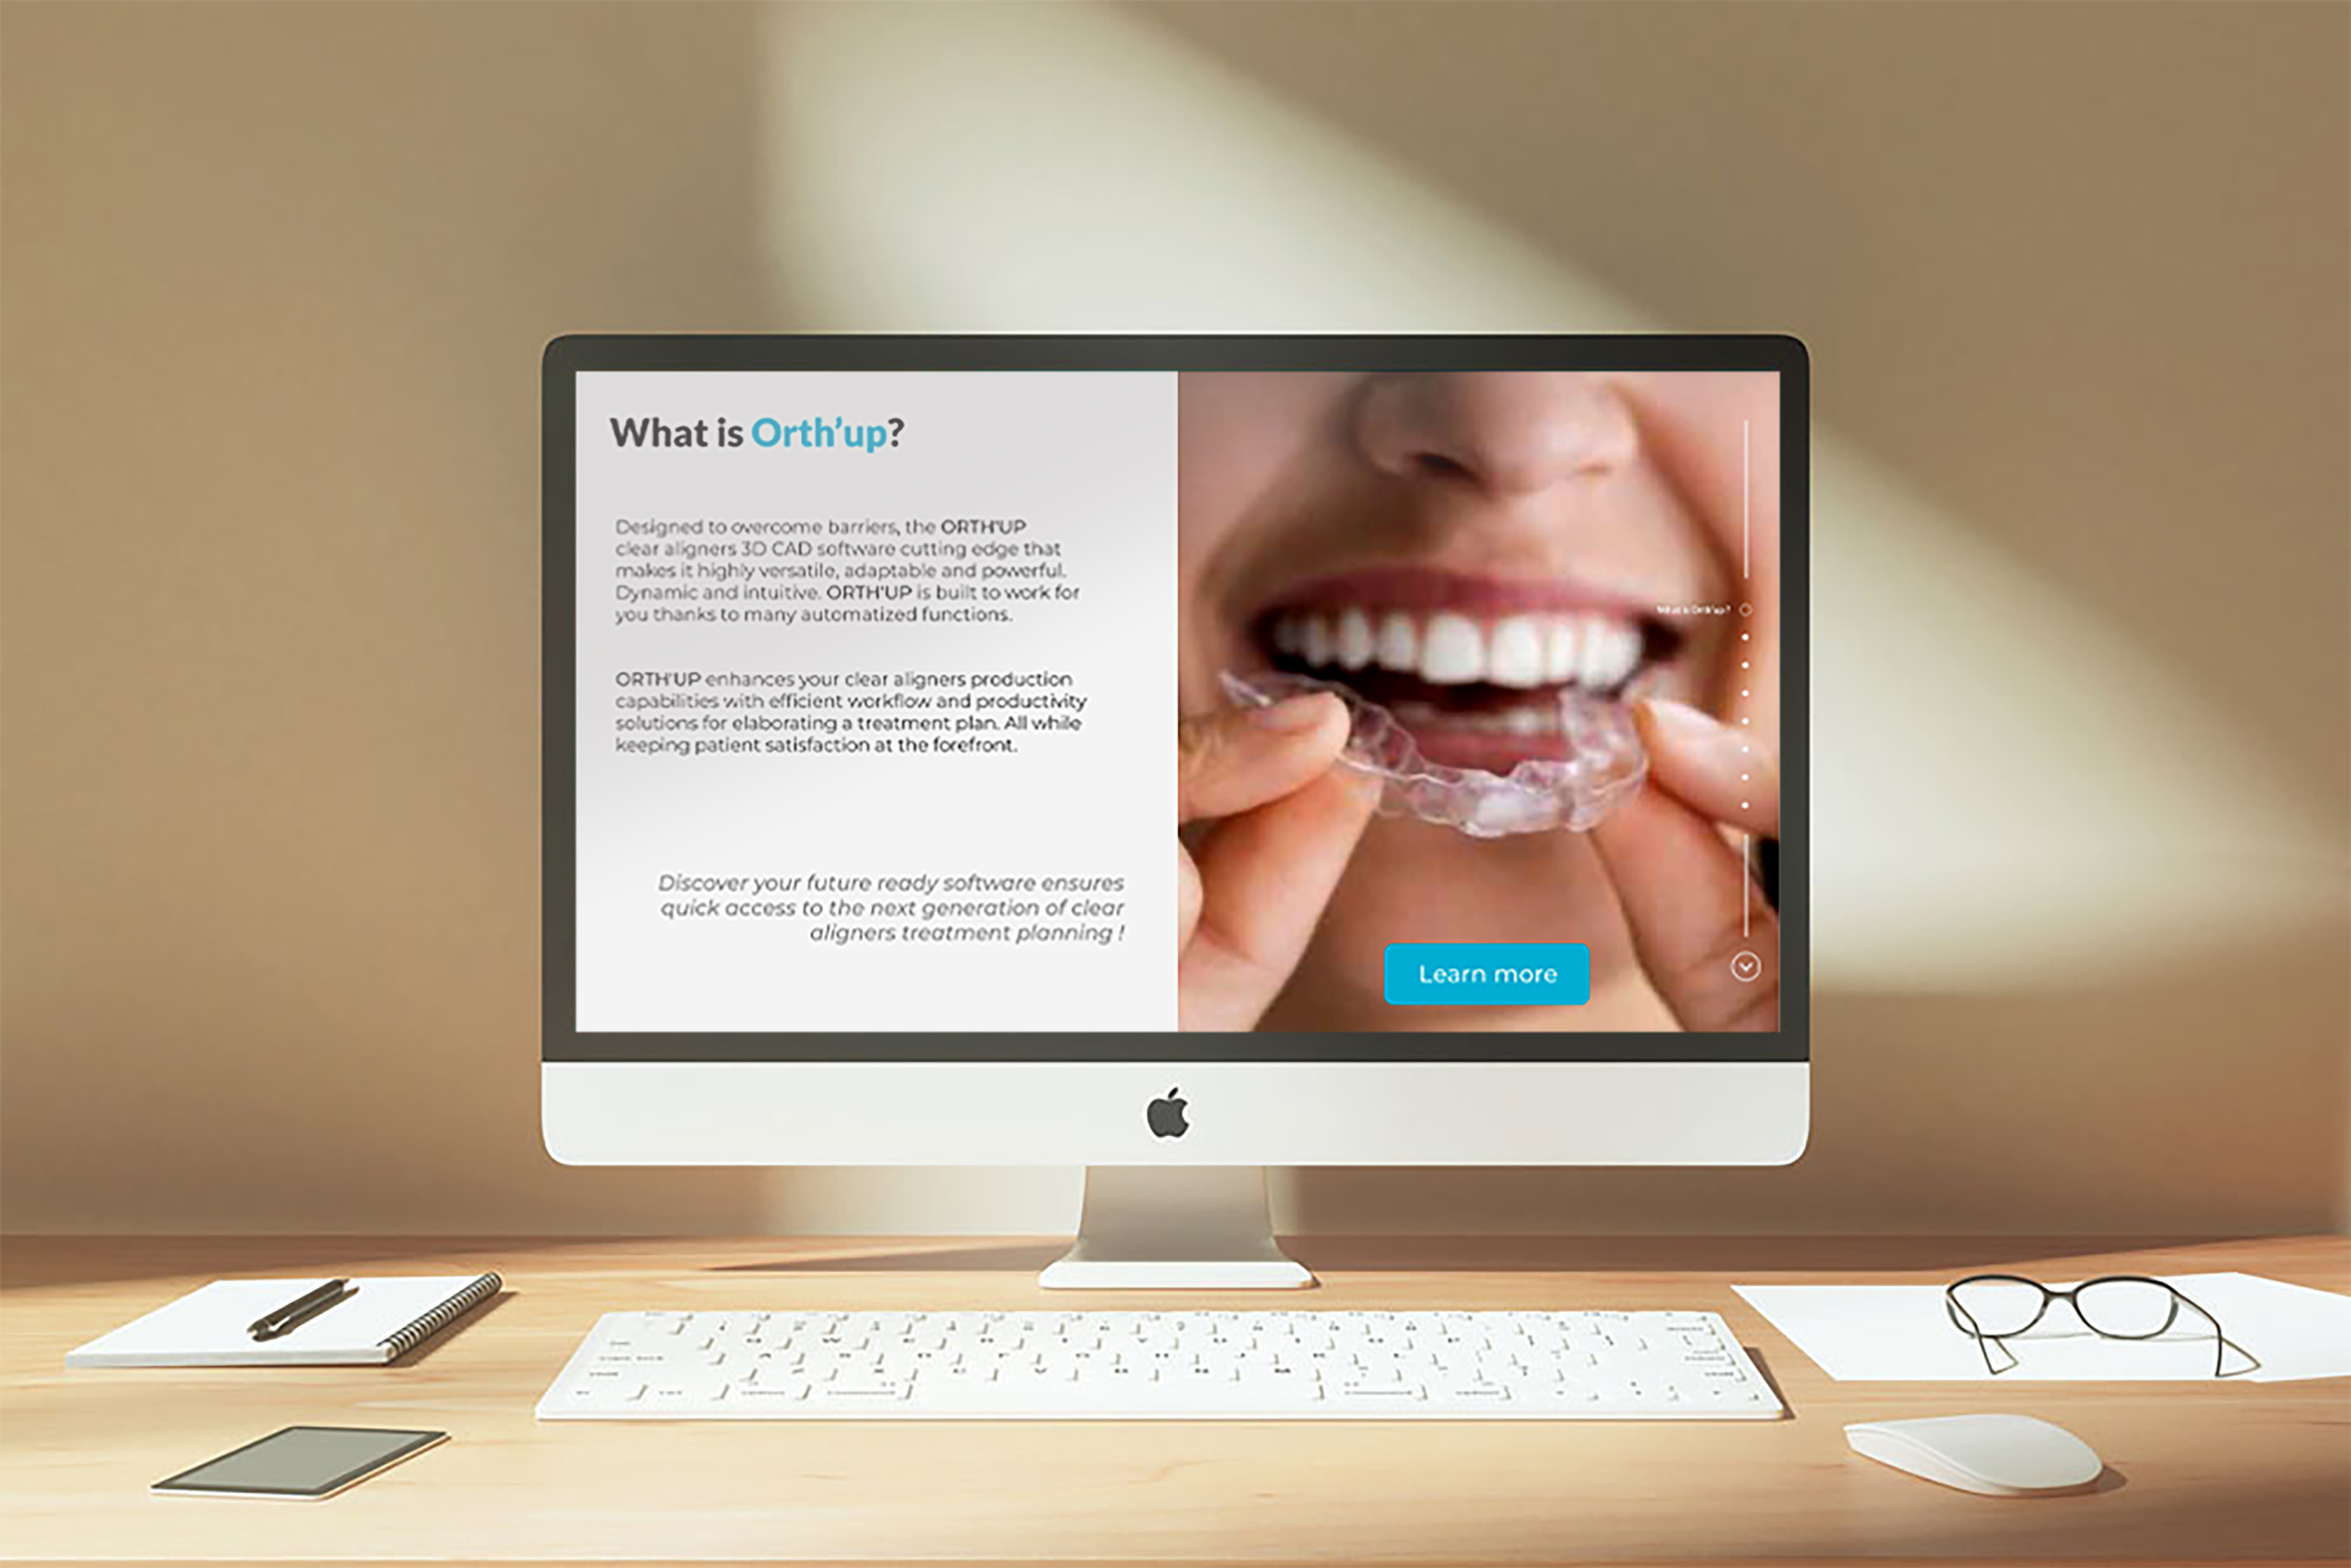 What is Orth'up?
Designed to overcome barriers, the ORTH'UP
clear aligners 3D CAD software cutting edge that
makes it highly versatile, adaptable and powerful.
Dynamic and intuitive. ORTH'UP is built to work for
you thanks to many automatized functions.
ORTH'UP enhances your clear aligners production
capabilities with efficient workflow and productivity
solutions for elaborating a treatment plan. All while
keeping patient satisfaction at the forefront.
Discover your future ready software ensures
quick access to the next generation of clear
aligners treatment planning !
What is Orth'up?
Learn more